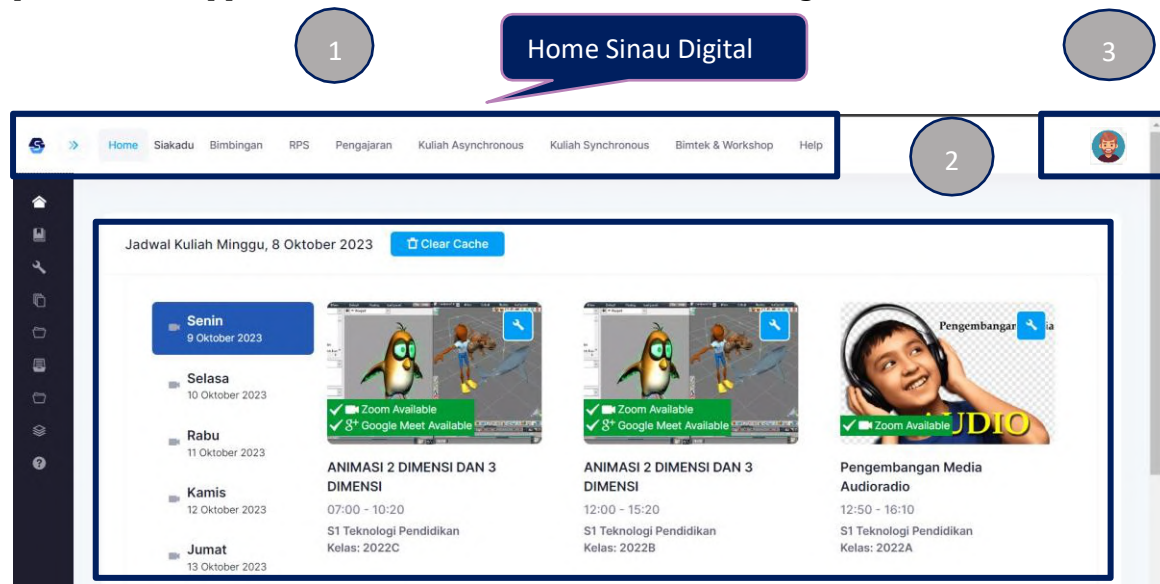 1
Home Sinau Digital
3
Home Siakadu Bimbingan RPS Pengajaran Kuliah Asynchronous Kuliah Synchronous Bimtek & Workshop Help
2
Jadwal Kuliah Minggu, 8 Oktober 2023 Clear Cache
Senin
9 Oktober 2023
Selasa
10 Oktober 2023
Rabu
11 Oktober 2023
Kamis
12 Oktober 2023
Jumat
13 Oktober 2023
Zoom Available
Google Meet Available
ANIMASI 2 DIMENSI DAN 3
DIMENSI
07:00 - 10:20
S1 Teknologi Pendidikan
Kelas: 2022C
Zoom Available
Google Meet Available
ANIMASI 2 DIMENSI DAN 3
DIMENSI
12:00 - 15:20
S1 Teknologi Pendidikan
Kelas: 2022B
AUDIO
Zoom Available
Pengembangan Media
Audioradio
12:50 - 16:10
S1 Teknologi Pendidikan
Kelas: 2022A